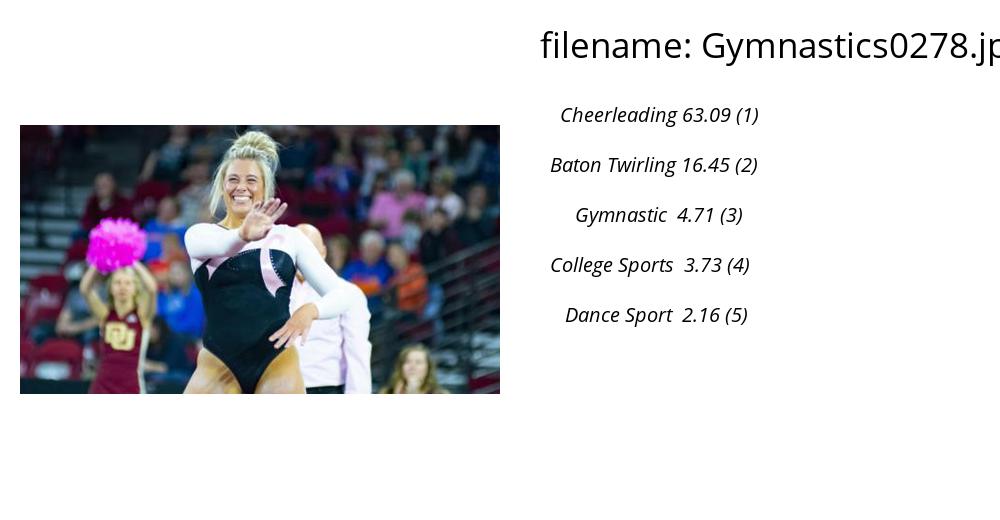 filename: Gymnastics0278.jp
Cheerleading 63.09 (1)
Baton Twirling 16.45 (2)
Gymnastic 4.71 (3)
College Sports 3.73 (4)
Dance Sport 2.16 (5)
OU